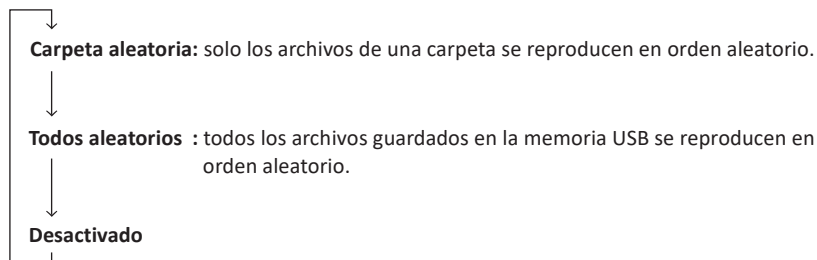 Carpeta aleatoria: solo los archivos de una carpeta se reproducen en orden aleatorio.
Todos aleatorios : todos los archivos guardados en la memoria USB se reproducen en
orden aleatorio.
Desactivado